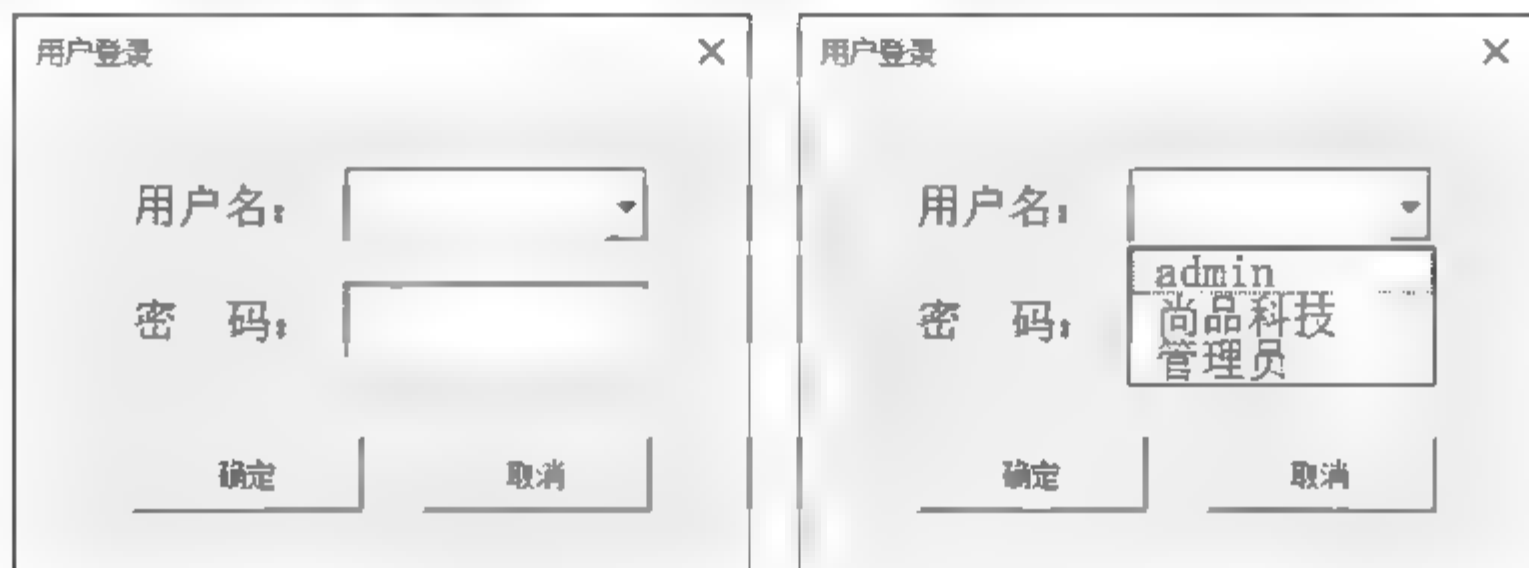 用户登录
用户名：
密 码：
确定 取消
用户登录
用户名：
admin
尚品科技
管理员
密 码：
确定 取消